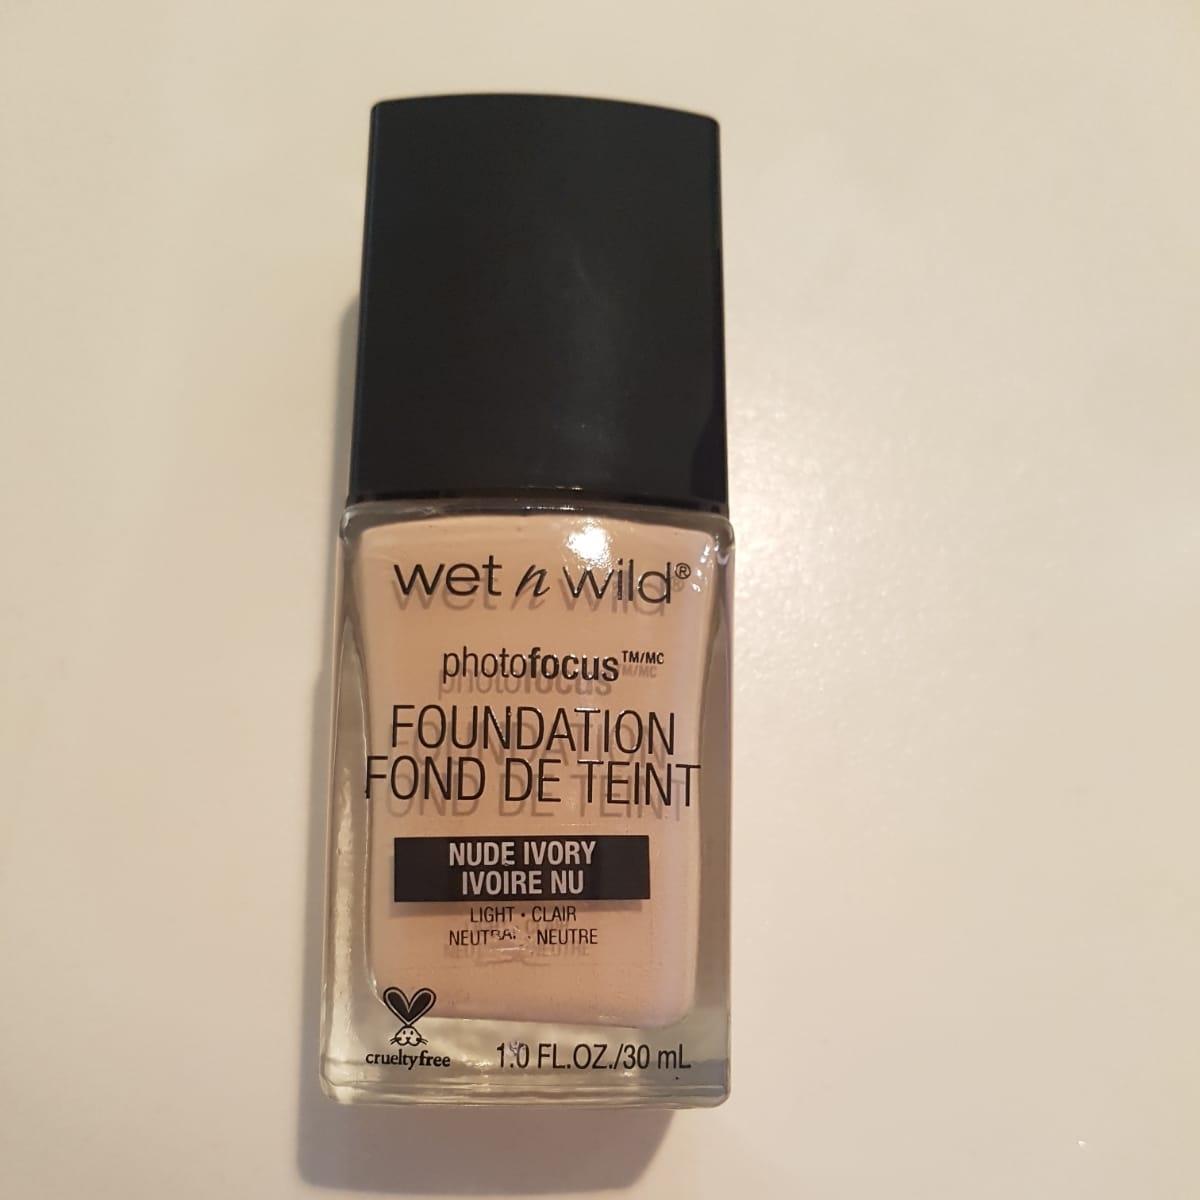 wet n wild®
photofocus™/MC
FOUNDATION
FOND DE TEINT
NUDE IVORY
IVOIRE NU
LIGHT • CLAIR
NEUTRAL • NEUTRE
crueltyfree
1.0 FL.OZ./30 mL